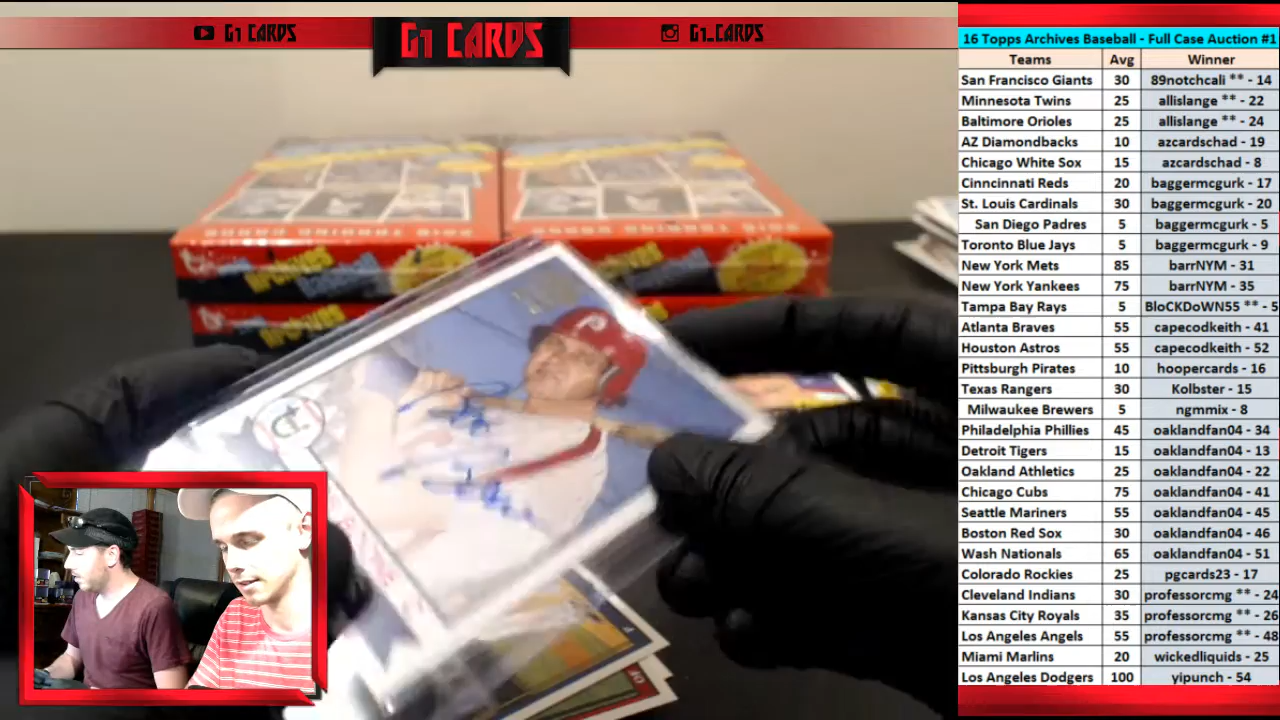 G1 CARDS
G1 CARDS
G1_CARDS
16 Topps Archives Baseball - Full Case Auction #1
Teams Avg Winner
San Francisco Giants 30 89notchcali ** - 14
Minnesota Twins 25 allislange ** - 22
Baltimore Orioles 25 allislange ** - 24
AZ Diamondbacks 10 azcardschad - 19
Chicago White Sox 15 azcardschad - 8
Cinncinnati Reds 20 baggermcgurk - 17
St. Louis Cardinals 30 baggermcgurk - 20
San Diego Padres 5 baggermcgurk - 5
Toronto Blue Jays 5 baggermcgurk - 9
New York Mets 85 barrNYM - 31
New York Yankees 75 barrNYM - 35
Tampa Bay Rays 5 BloCKDoWN55 ** - 5
Atlanta Braves 55 capecodkeith - 41
Houston Astros 55 capecodkeith - 52
Pittsburgh Pirates 10 hoopercards - 16
Texas Rangers 30 Kolbster - 15
Milwaukee Brewers 5 ngmmix - 8
Philadelphia Phillies 45 oaklandfan04 - 34
Detroit Tigers 15 oaklandfan04 - 13
Oakland Athletics 25 oaklandfan04 - 22
Chicago Cubs 75 oaklandfan04 - 41
Seattle Mariners 55 oaklandfan04 - 45
Boston Red Sox 30 oaklandfan04 - 46
Wash Nationals 65 oaklandfan04 - 51
Colorado Rockies 25 pgcards23 - 17
Cleveland Indians 30 professorcmg ** - 24
Kansas City Royals 35 professorcmg ** - 26
Los Angeles Angels 55 professorcmg ** - 48
Miami Marlins 20 wickedliquids - 25
Los Angeles Dodgers 100 yipunch - 54